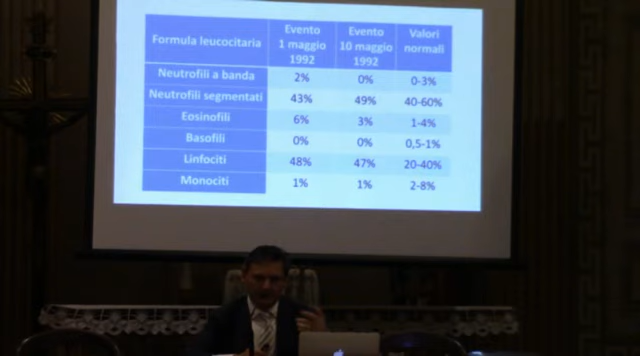 Formula leucocitaria Evento 1 maggio 1992 Evento 10 maggio 1992 Valori normali
Neutrofili a banda 2% 0% 0-3%
Neutrofili segmentati 43% 49% 40-60%
Eosinofili 6% 3% 1-4%
Basofili 0% 0% 0,5-1%
Linfociti 48% 47% 20-40%
Monociti 1% 1% 2-8%